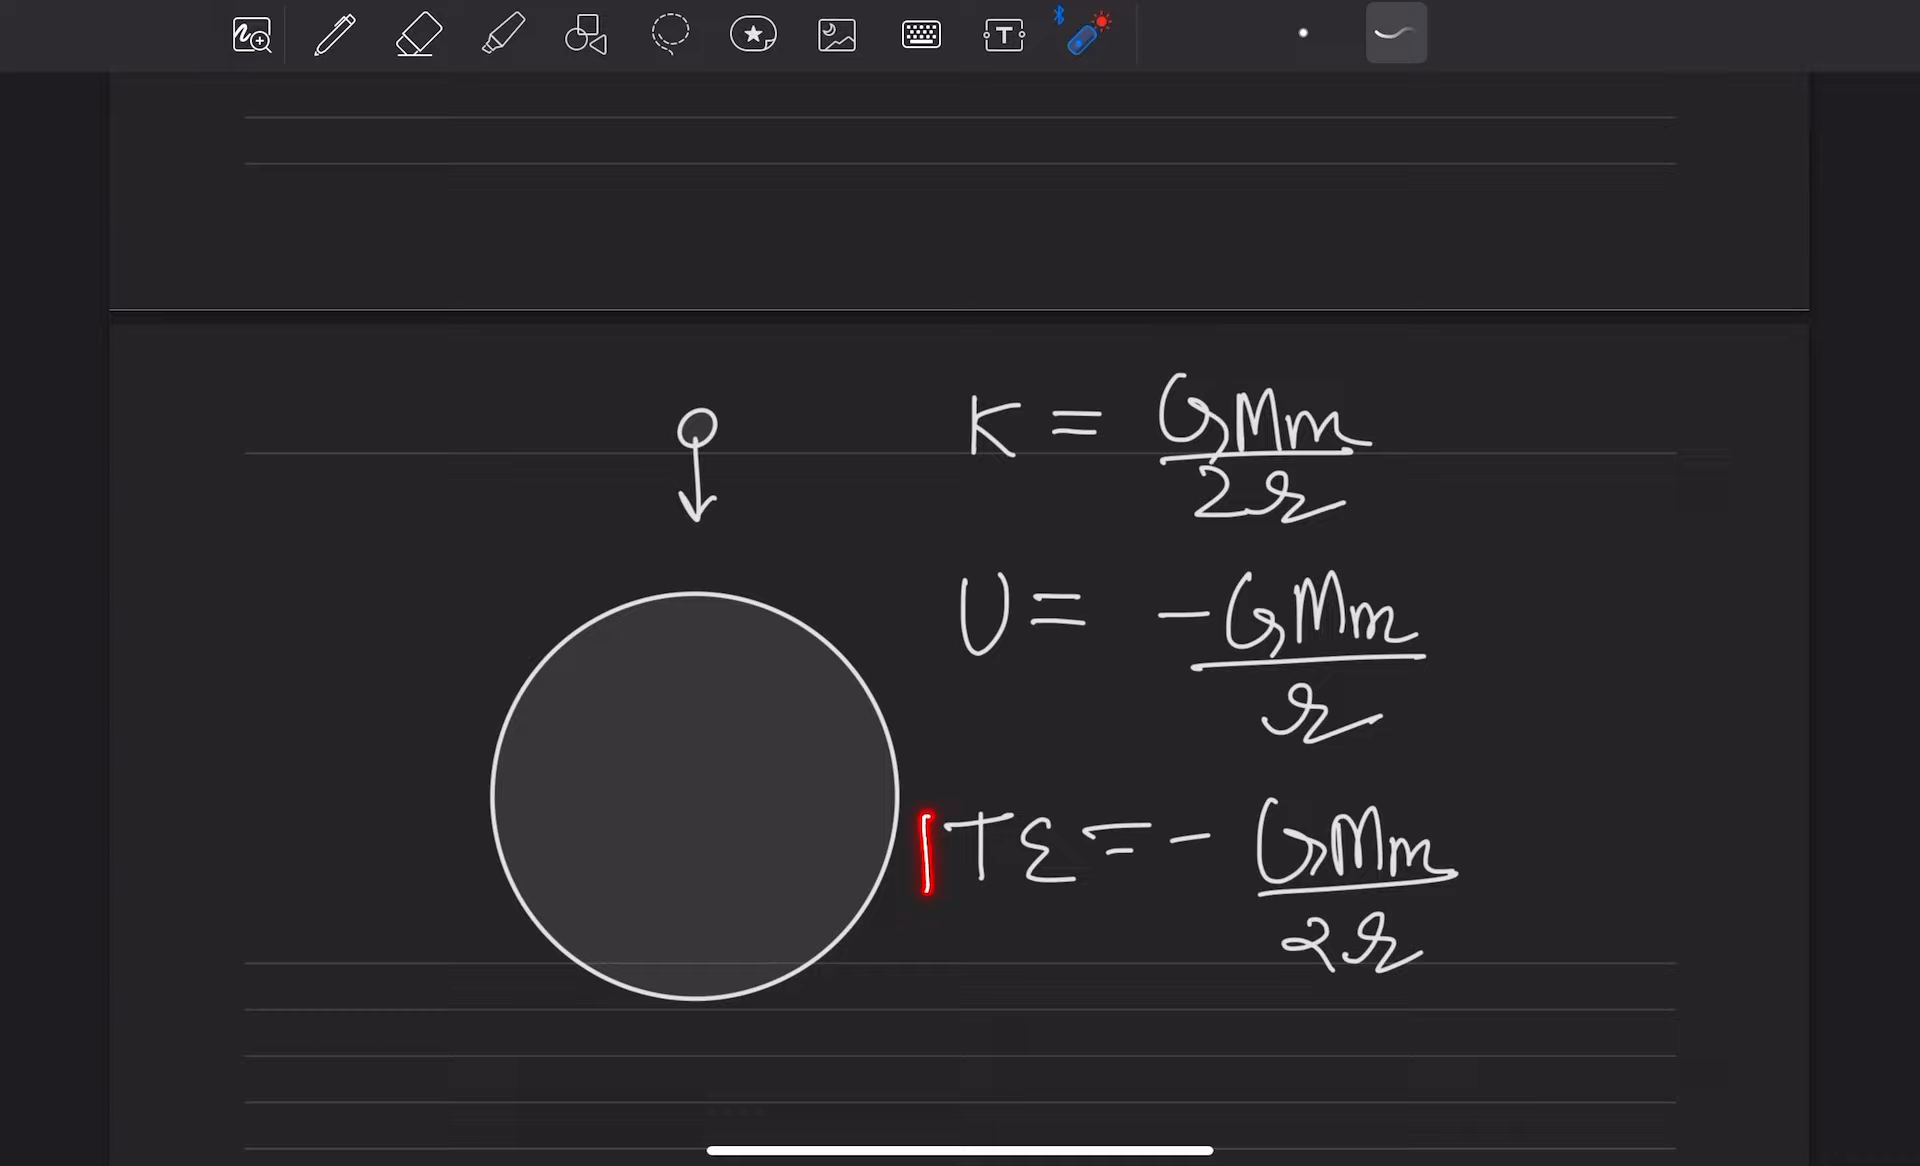 K = GMm / 2r
U = -GMm / r
TE = - GMm / 2r